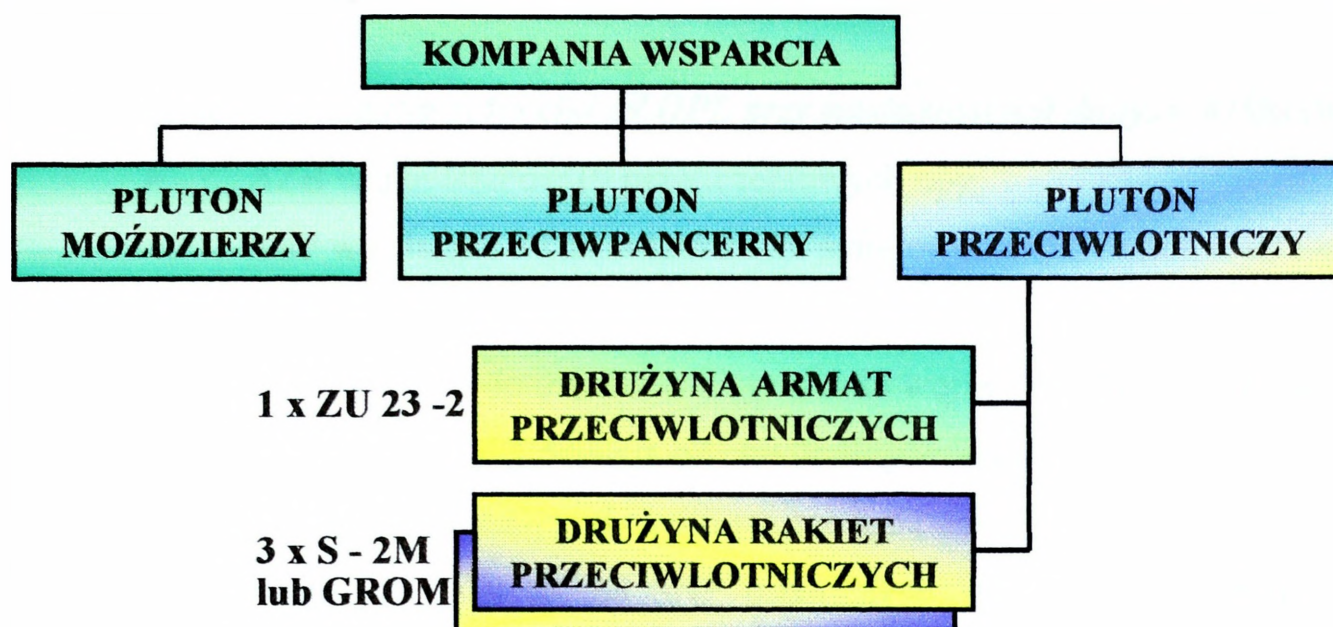 KOMPANIA WSPARCIA
PLUTON
MOŹDZIERZY
PLUTON
PRZECIWPANCERNY
PLUTON
PRZECIWLOTNICZY
1 x ZU 23 -2
DRUŻYNA ARMAT
PRZECIWLOTNICZYCH
3 x S - 2M
lub GROM
DRUŻYNA RAKIET
PRZECIWLOTNICZYCH